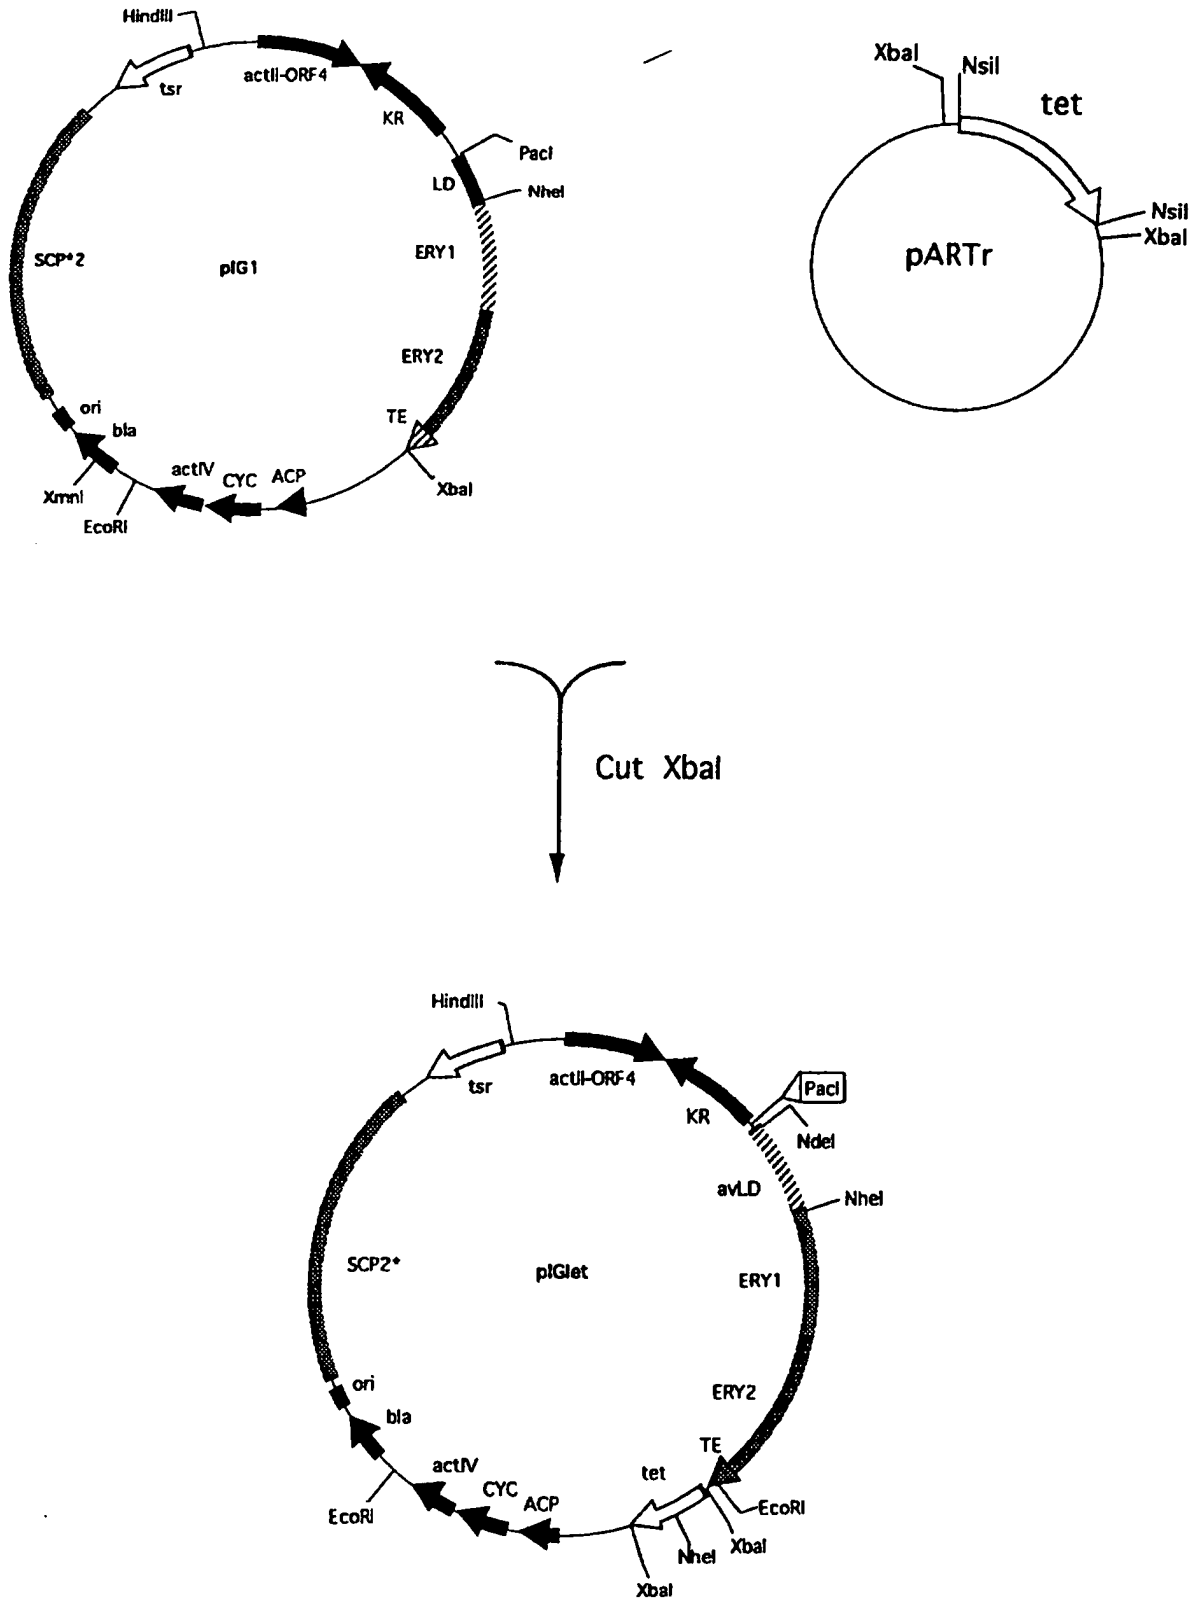 HindIII
tsr
actII-ORF4
KR
PacI
LD
NheI
ERY1
SCP*2
pIG1
ERY2
TE
XbaI
ori
bla
XmnI
EcoRI
actIV
CYC
ACP
XbaI
NsiI
tet
NsiI
XbaI
pARTr
Cut XbaI
HindIII
tsr
actII-ORF4
KR
PacI
NdeI
avLD
NheI
SCP2*
pIGlet
ERY1
ERY2
ori
bla
TE
tet
actIV
CYC
ACP
EcoRI
EcoRI
XbaI
NheI
XbaI